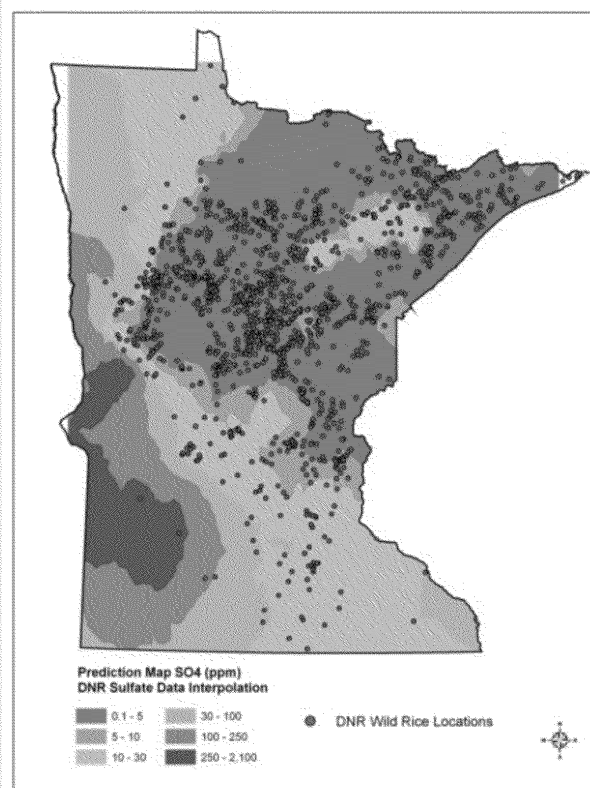 Prediction Map SO4 (ppm)
DNR Sulfate Data Interpolation
0.1 - 5
30 - 100
DNR Wild Rice Locations
5 - 10
100 - 250
10 - 30
250 - 2,100